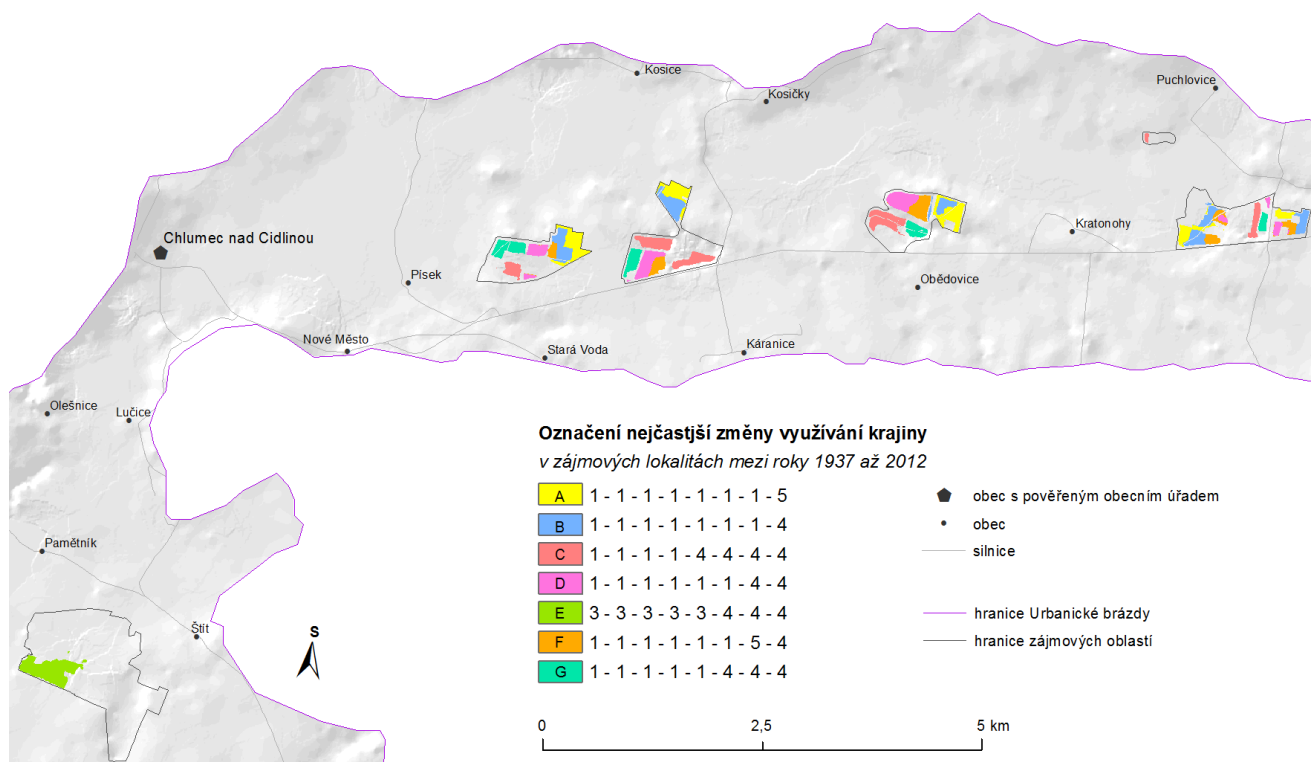 Kosice
Kosičky
Puchlovice
Chlumec nad Cidlinou
Kratonohy
Písek
Obědovice
Nové Město
Stará Voda
Káranice
Olešnice
Lučice
Pamětník
Štít
S
Označení nejčastjší změny využívání krajiny
v zájmových lokalitách mezi roky 1937 až 2012
A 1 - 1 - 1 - 1 - 1 - 1 - 1 - 5
B 1 - 1 - 1 - 1 - 1 - 1 - 1 - 4
C 1 - 1 - 1 - 1 - 4 - 4 - 4 - 4
D 1 - 1 - 1 - 1 - 1 - 1 - 4 - 4
E 3 - 3 - 3 - 3 - 3 - 4 - 4 - 4
F 1 - 1 - 1 - 1 - 1 - 1 - 5 - 4
G 1 - 1 - 1 - 1 - 1 - 4 - 4 - 4
obec s pověřeným obecním úřadem
obec
silnice
hranice Urbanické brázdy
hranice zájmových oblastí
0 2,5 5 km